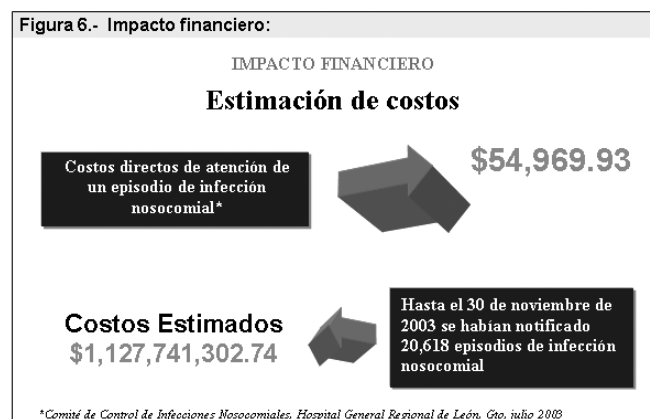 Figura 6.- Impacto financiero:
IMPACTO FINANCIERO
Estimación de costos
Costos directos de atención de
un episodio de infección
nosocomial*
$54,969.93
Hasta el 30 de noviembre de
2003 se habían notificado
20,618 episodios de infección
nosocomial
Costos Estimados
$1,127,741,302.74
*Comité de Control de Infecciones Nosocomiales, Hospital General Regional de León, Gto, julio 2003